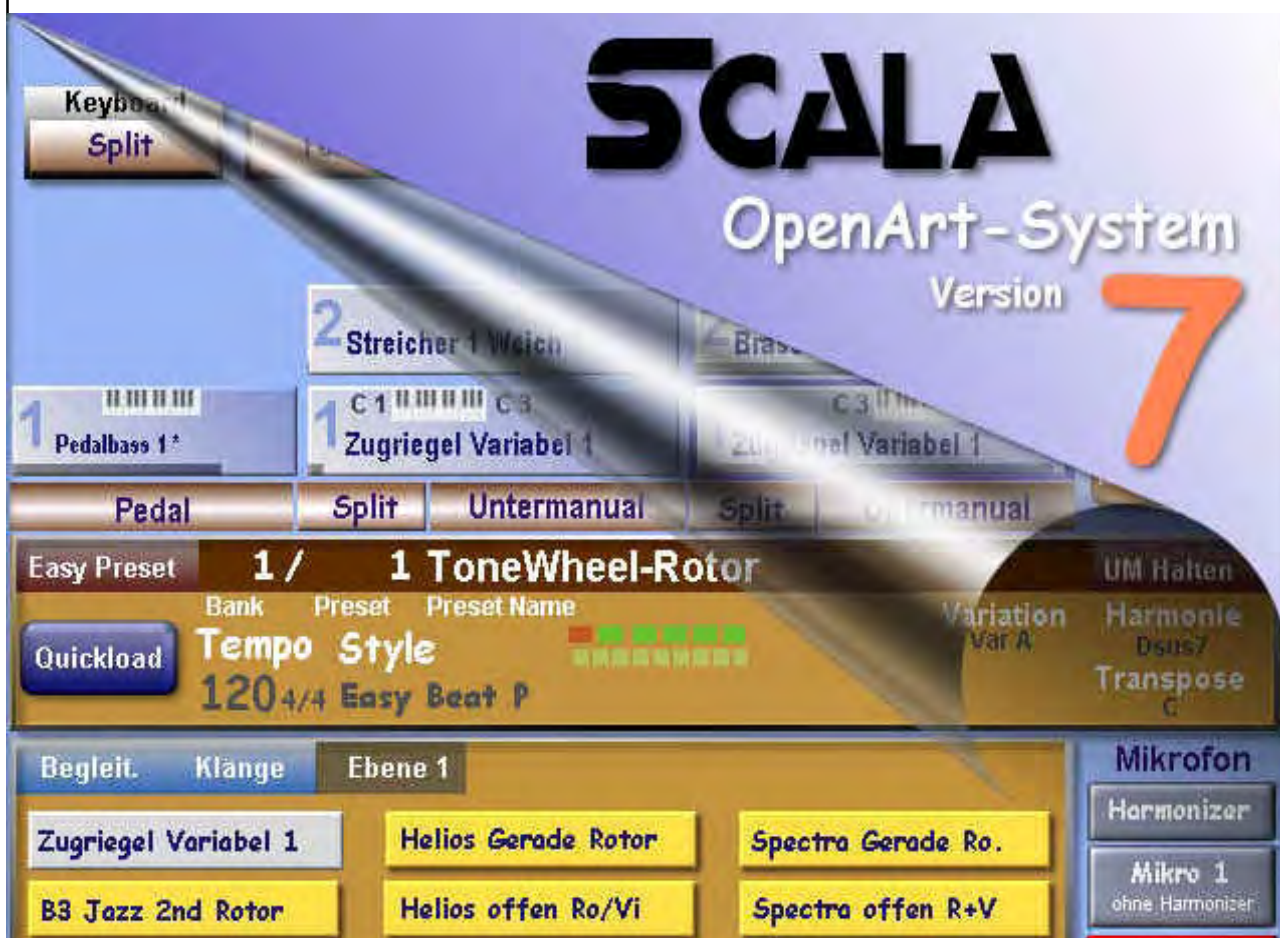 SCALA
OpenArt-System
Version 7
Keyboard
Split
2 Streicher 1 Weich
2
1 Pedalbass 1*
C 1 C 3
1 Zugriegel Variabel 1
C 3
Variabel 1
Pedal Split Untermanual Split
Easy Preset 1 / 1 ToneWheel-Rotor UM Halten
Bank Preset Preset Name Variation Harmonie
Quickload Tempo Style Var A Dsus7
120 4/4 Easy Beat P Transpose
C
Begleit. Klänge Ebene 1 Mikrofon
Harmonizer
Zugriegel Variabel 1 Helios Gerade Rotor Spectra Gerade Ro.
Mikro 1
ohne Harmonizer
B3 Jazz 2nd Rotor Helios offen Ro/Vi Spectra offen R+V